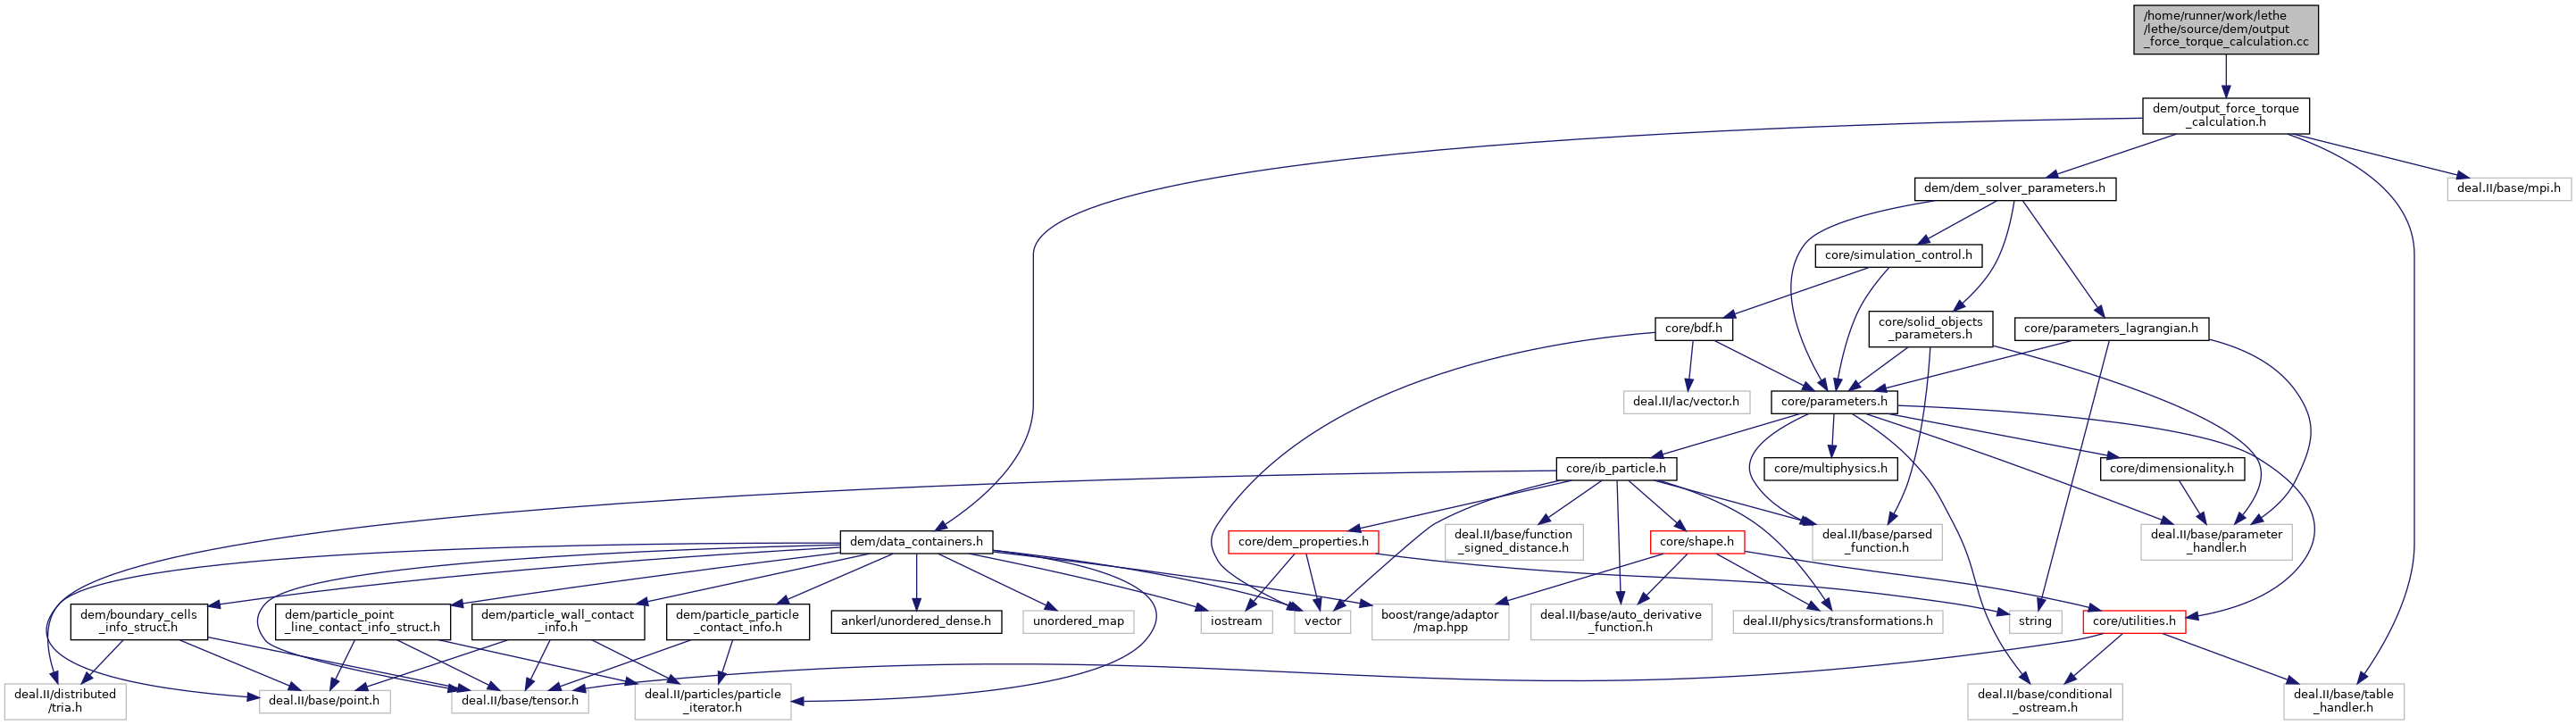 /home/runner/work/lethe
/lethe/source/dem/output
_force_torque_calculation.cc
dem/output_force_torque
_calculation.h
dem/dem_solver_parameters.h
deal.II/base/mpi.h
core/simulation_control.h
core/bdf.h
core/solid_objects
_parameters.h
core/parameters_lagrangian.h
deal.II/lac/vector.h
core/parameters.h
core/ib_particle.h
core/multiphysics.h
core/dimensionality.h
dem/data_containers.h
core/dem_properties.h
deal.II/base/function
_signed_distance.h
core/shape.h
deal.II/base/parsed
_function.h
deal.II/base/parameter
_handler.h
dem/boundary_cells
_info_struct.h
dem/particle_point
_line_contact_info_struct.h
dem/particle_wall_contact
_info.h
dem/particle_particle
_contact_info.h
ankerl/unordered_dense.h
unordered_map
iostream
vector
boost/range/adaptor
/map.hpp
deal.II/base/auto_derivative
_function.h
deal.II/physics/transformations.h
string
core/utilities.h
deal.II/distributed
/tria.h
deal.II/base/point.h
deal.II/base/tensor.h
deal.II/particles/particle
_iterator.h
deal.II/base/conditional
_ostream.h
deal.II/base/table
_handler.h